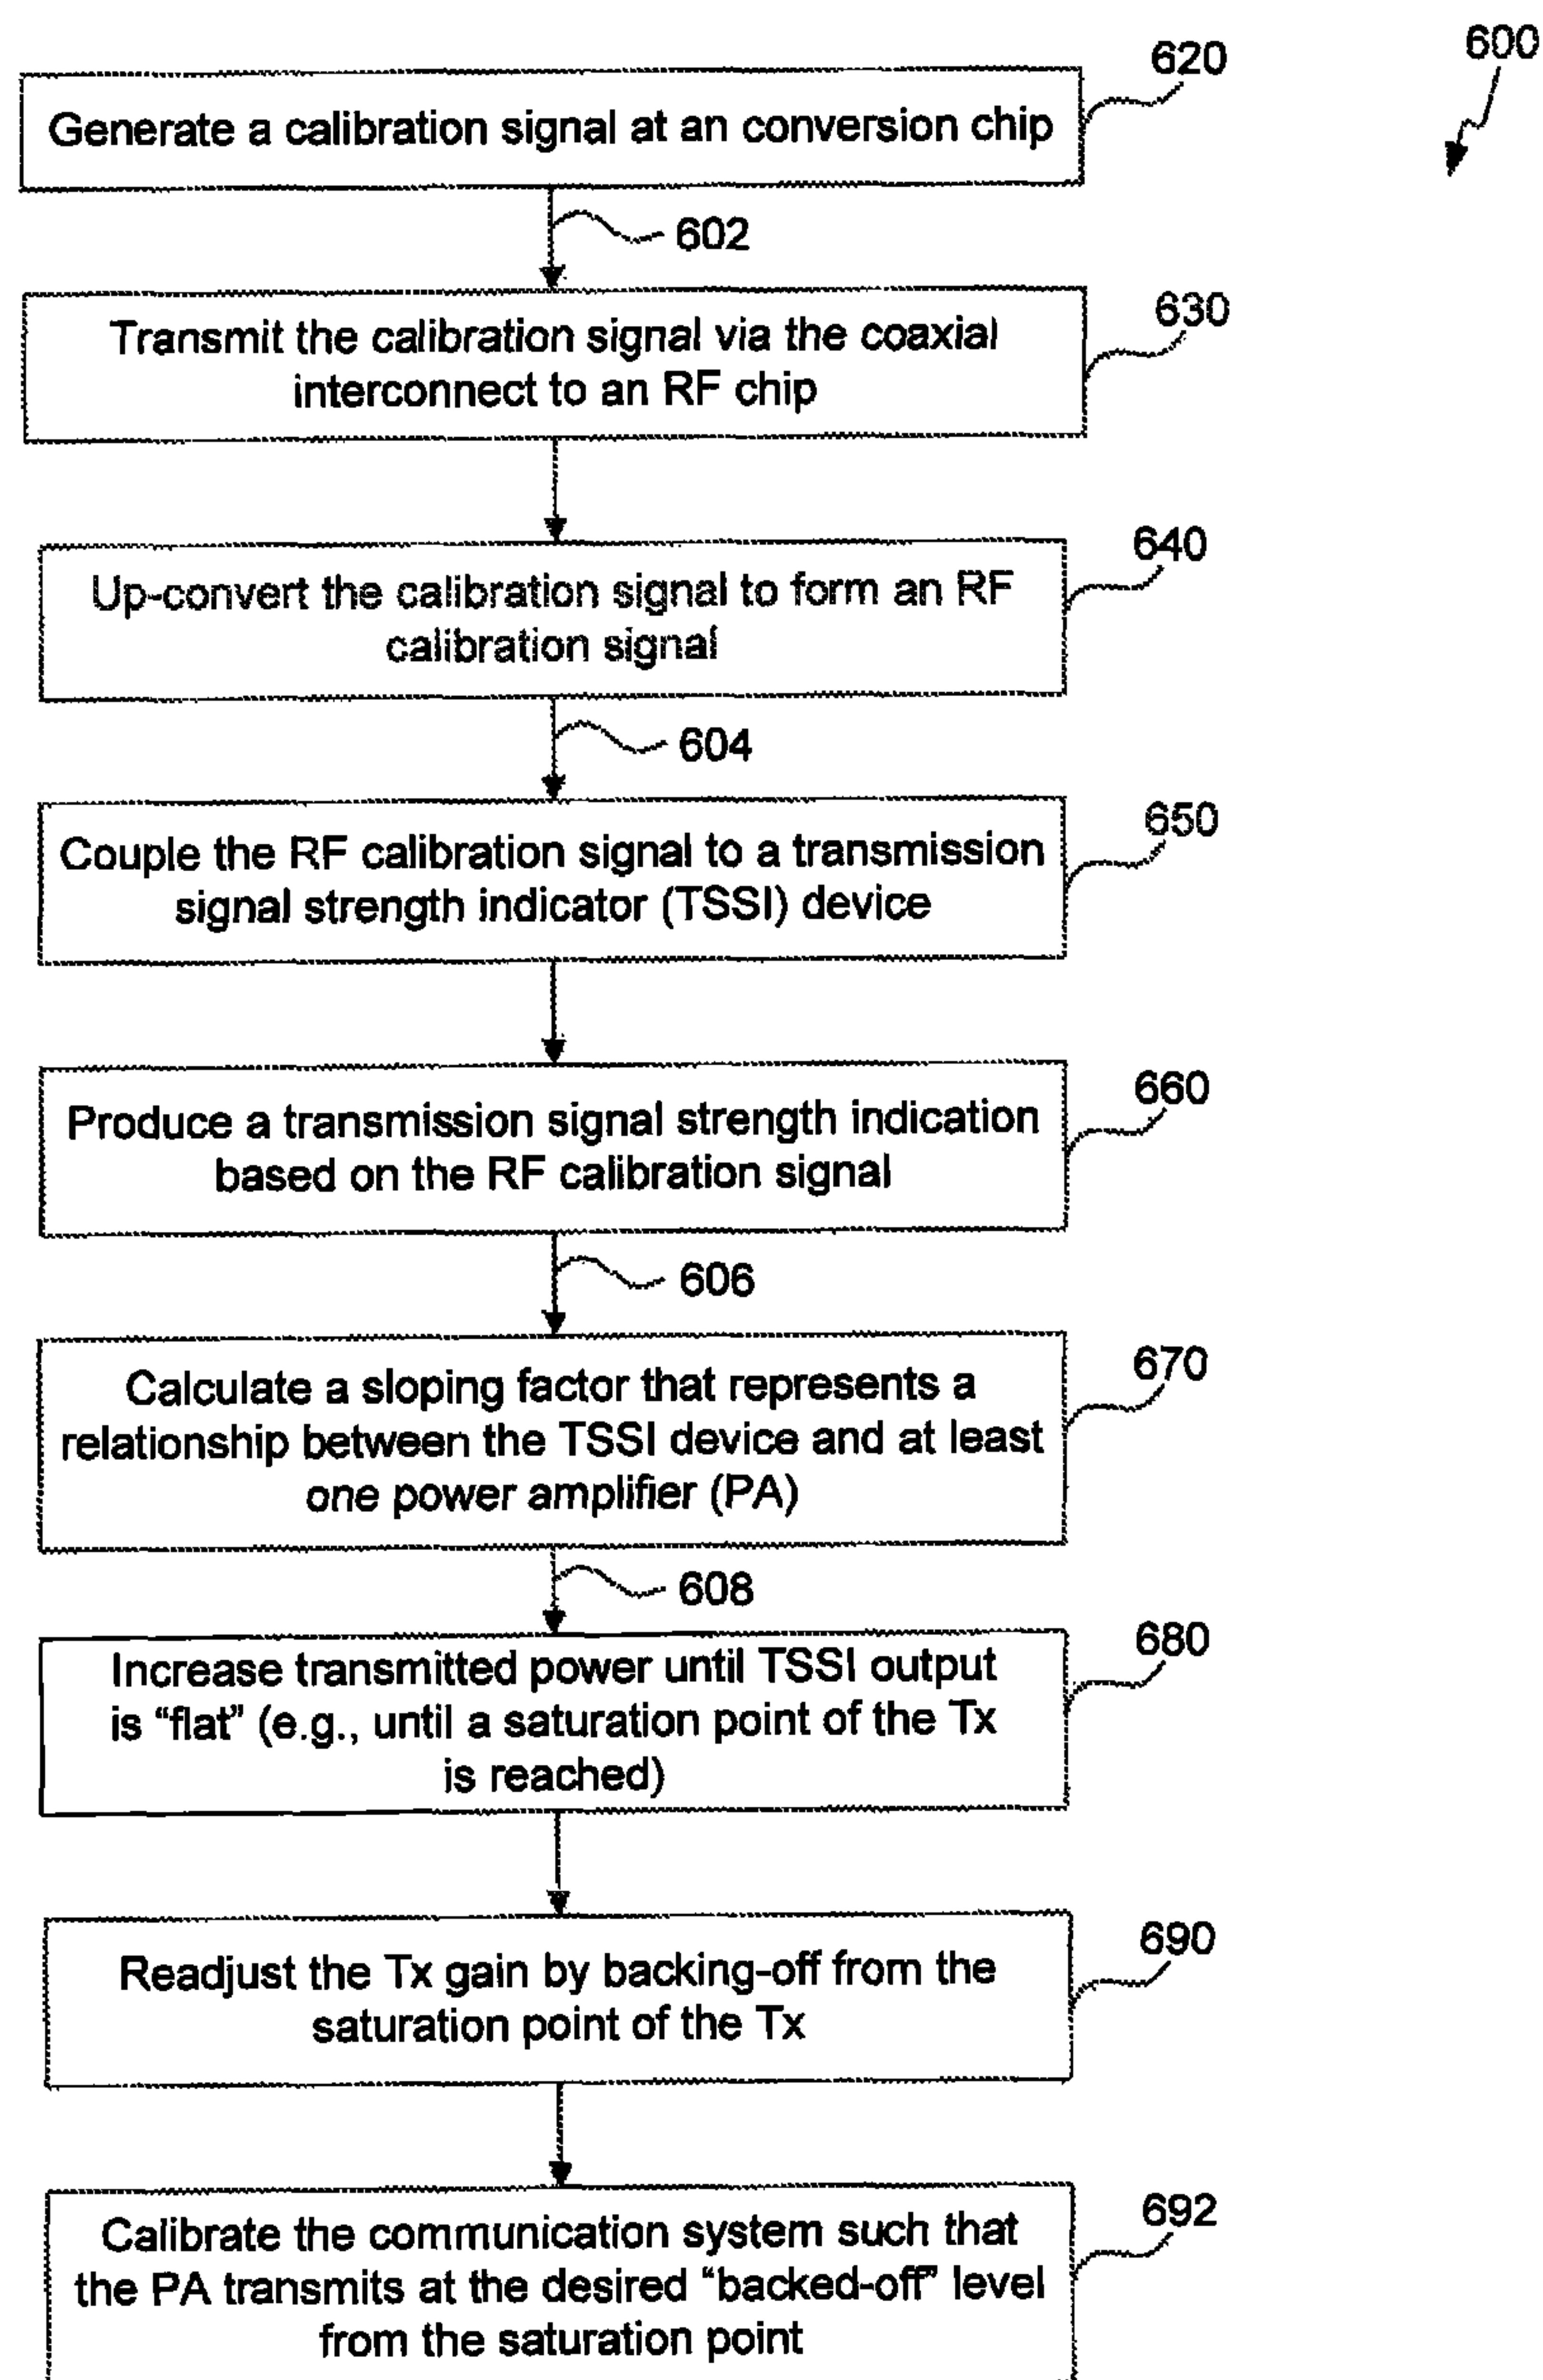 620
600
Generate a calibration signal at an conversion chip
602
630
Transmit the calibration signal via the coaxial
interconnect to an RF chip
640
Up-convert the calibration signal to form an RF
calibration signal
604
650
Couple the RF calibration signal to a transmission
signal strength indicator (TSSI) device
660
Produce a transmission signal strength indication
based on the RF calibration signal
606
670
Calculate a sloping factor that represents a
relationship between the TSSI device and at least
one power amplifier (PA)
608
680
Increase transmitted power until TSSI output
is “flat” (e.g., until a saturation point of the Tx
is reached)
690
Readjust the Tx gain by backing-off from the
saturation point of the Tx
692
Calibrate the communication system such that
the PA transmits at the desired “backed-off” level
from the saturation point